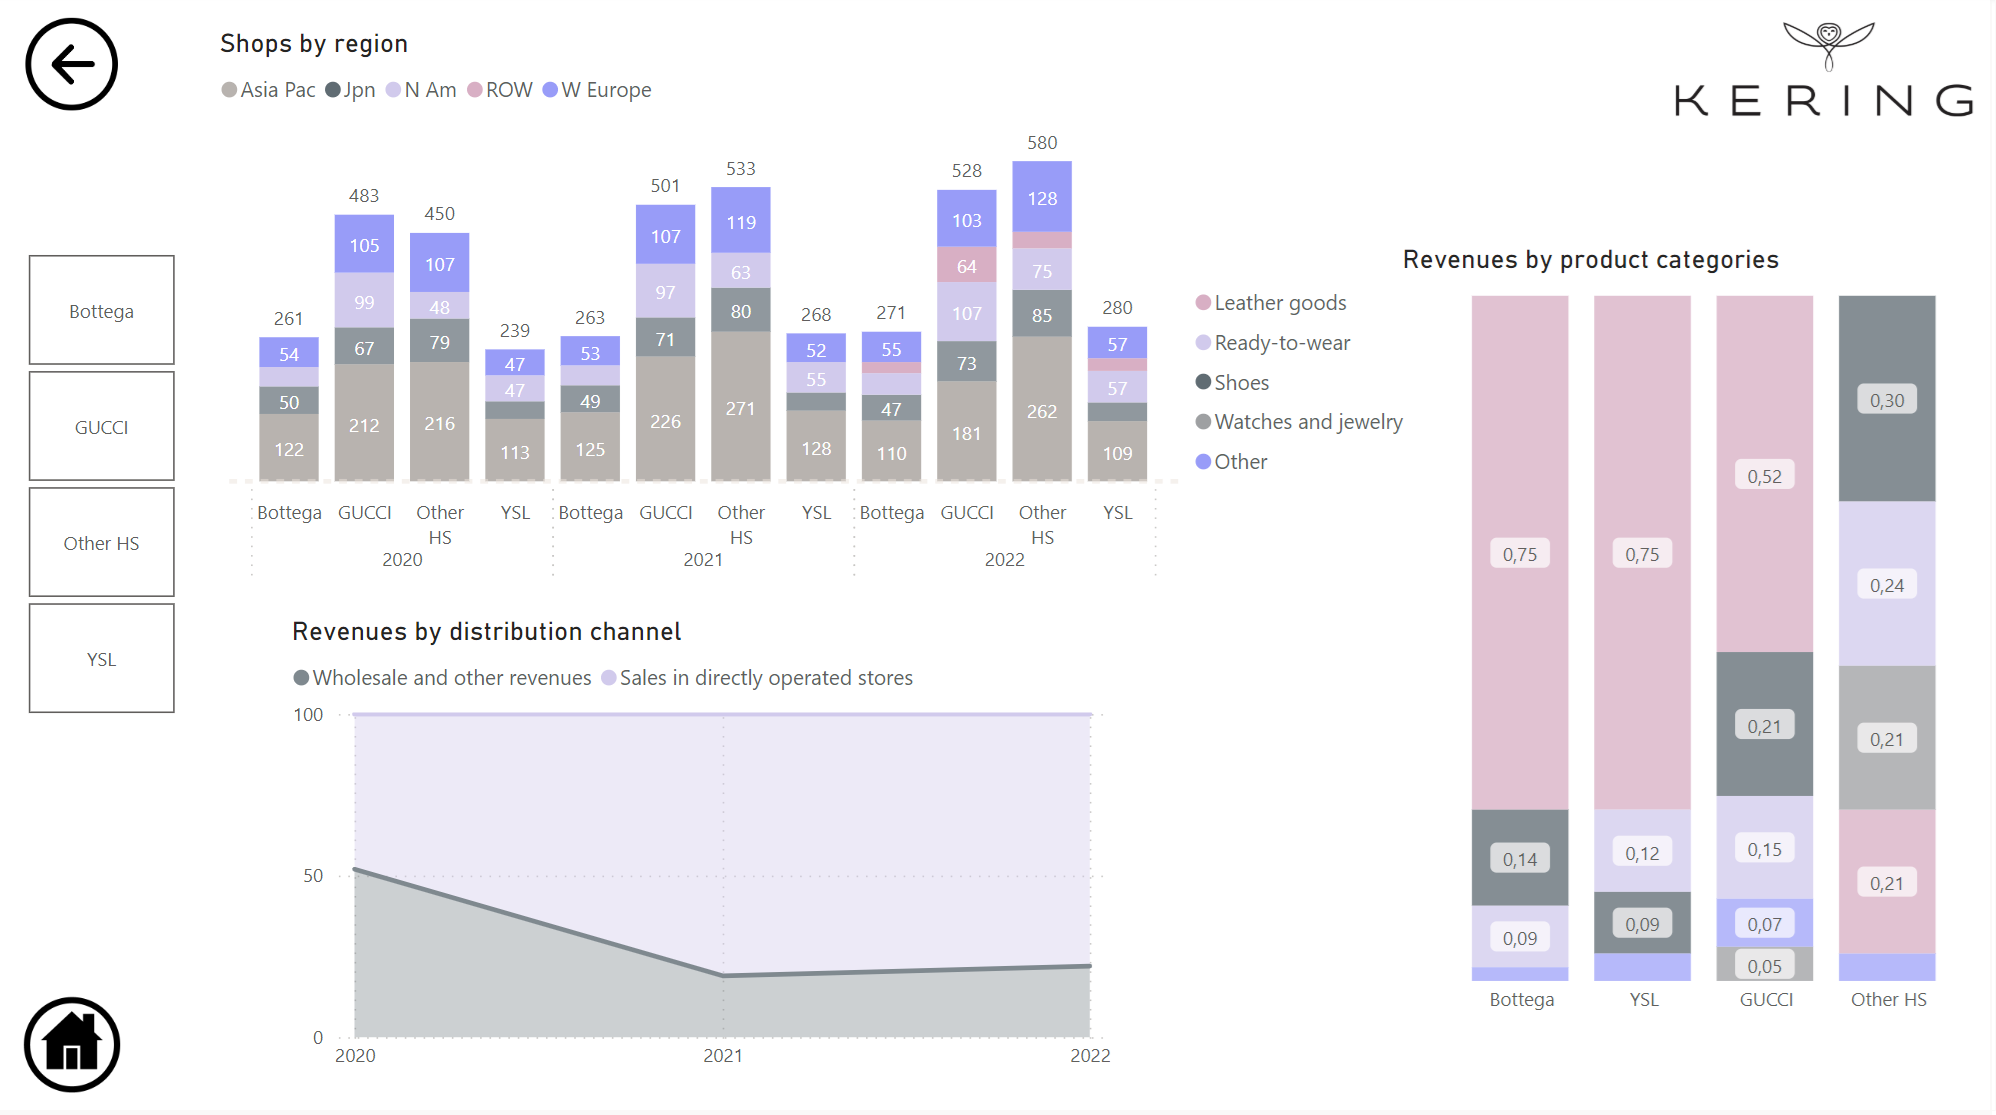 Shops by region
Asia Pac Jpn N Am ROW W Europe
KERING
261 483 450 239 263 501 533 268 271 528 580 280
54 105 107 47 53 107 119 52 55 103 128 57
64
99 48 47 97 63 55 107 75 57
50 67 79 49 71 80 47 73 85
122 212 216 113 125 226 271 128 110 181 262 109
Bottega GUCCI Other HS YSL Bottega GUCCI Other HS YSL Bottega GUCCI Other HS YSL
2020 2021 2022
Bottega
GUCCI
Other HS
YSL
Revenues by distribution channel
Wholesale and other revenues Sales in directly operated stores
100
50
0
2020 2021 2022
Revenues by product categories
Leather goods
Ready-to-wear
Shoes
Watches and jewelry
Other
0,75 0,14 0,09
0,75 0,12 0,09
0,52 0,21 0,15 0,07 0,05
0,30 0,24 0,21 0,21
Bottega YSL GUCCI Other HS